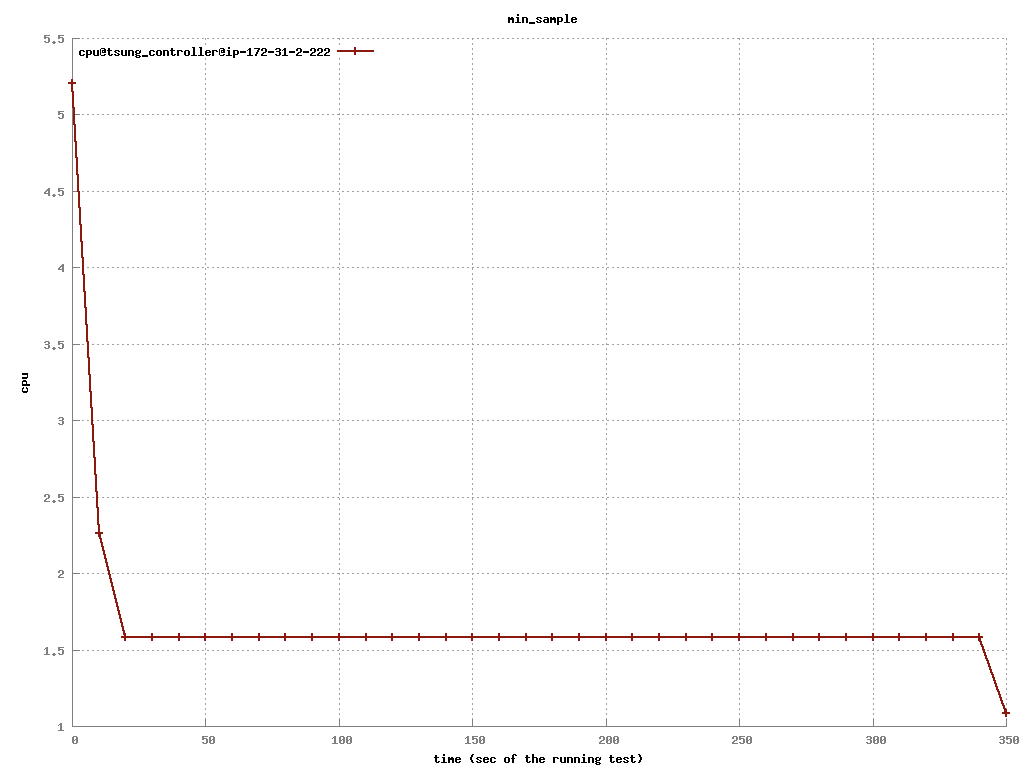 min_sample
cpu@tsung_controller@ip-172-31-2-222
5.5
5
4.5
4
3.5
3
2.5
2
1.5
1
cpu
0 50 100 150 200 250 300 350
time (sec of the running test)